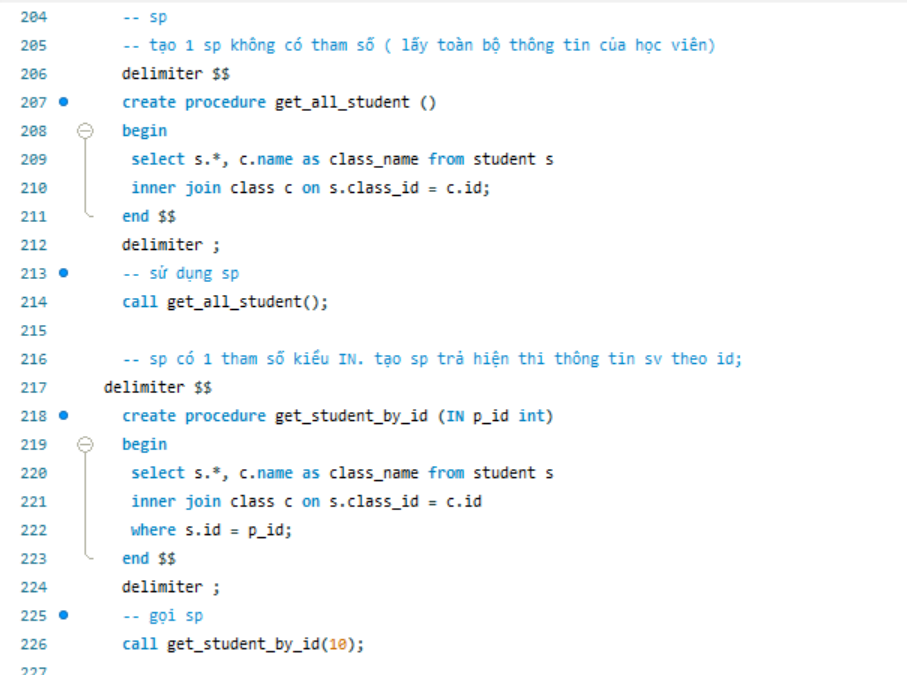 204 -- sp
205 -- tạo 1 sp không có tham số ( lấy toàn bộ thông tin của học viên)
206 delimiter $$
207 create procedure get_all_student ()
208 begin
209 select s.*, c.name as class_name from student s
210 inner join class c on s.class_id = c.id;
211 end $$
212 delimiter ;
213 -- sử dụng sp
214 call get_all_student();
215
216 -- sp có 1 tham số kiểu IN. tạo sp trả hiện thi thông tin sv theo id;
217 delimiter $$
218 create procedure get_student_by_id (IN p_id int)
219 begin
220 select s.*, c.name as class_name from student s
221 inner join class c on s.class_id = c.id
222 where s.id = p_id;
223 end $$
224 delimiter ;
225 -- gọi sp
226 call get_student_by_id(10);
227